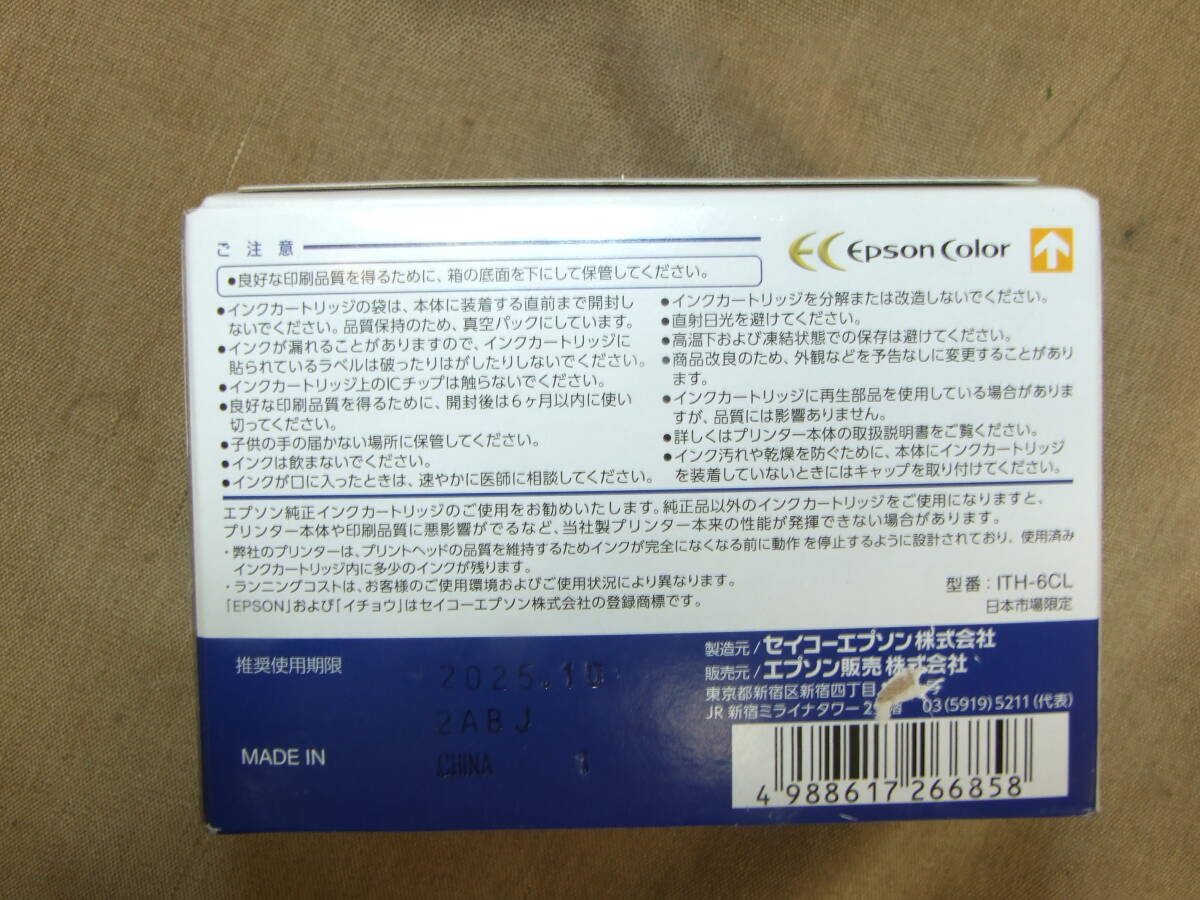 ご注意
EC Epson Color
●良好な印刷品質を得るために、箱の底面を下にして保管してください。
●インクカートリッジの袋は、本体に装着する直前まで開封し
ないでください。品質保持のため、真空パックにしています。
●インクが漏れることがありますので、インクカートリッジに
貼られているラベルは破ったりはがしたりしないでください。
●インクカートリッジ上のICチップは触らないでください。
●良好な印刷品質を得るために、開封後は6ヶ月以内に使い
切ってください。
●子供の手の届かない場所に保管してください。
●インクは飲まないでください。
●インクが口に入ったときは、速やかに医師に相談してください。
●インクカートリッジを分解または改造しないでください。
●直射日光を避けてください。
●高温下および凍結状態での保存は避けてください。
●商品改良のため、外観などを予告なしに変更することがあり
ます。
●インクカートリッジに再生部品を使用している場合がありま
すが、品質には影響ありません。
●詳しくはプリンター本体の取扱説明書をご覧ください。
●インク汚れや乾燥を防ぐために、本体にインクカートリッジ
を装着していないときにはキャップを取り付けてください。
エプソン純正インクカートリッジのご使用をお勧めいたします。純正品以外のインクカートリッジをご使用になりますと、
プリンター本体や印刷品質に悪影響がでるなど、当社製プリンター本来の性能が発揮できない場合があります。
・弊社のプリンターは、プリントヘッドの品質を維持するためインクが完全になくなる前に動作を停止するように設計されており、使用済み
インクカートリッジ内に多少のインクが残ります。
・ランニングコストは、お客様のご使用環境およびご使用状況により異なります。
「EPSON」および「イチョウ」はセイコーエプソン株式会社の登録商標です。
型番：ITH-6CL
日本市場限定
推奨使用期限
2025.10
2ABJ
MADE IN
CHINA 1
製造元/セイコーエプソン株式会社
販売元/エプソン販売株式会社
東京都新宿区新宿四丁目 号
JR新宿ミライナタワー 2 03(5919)5211(代表)
4 988617 266858